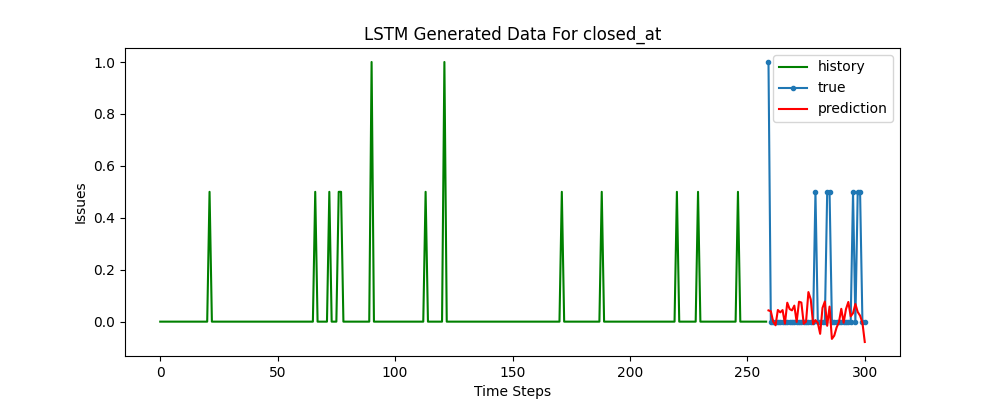 LSTM Generated Data For closed_at
history
true
prediction
Issues
1.0
0.8
0.6
0.4
0.2
0.0
0
50
100
150
200
250
300
Time Steps